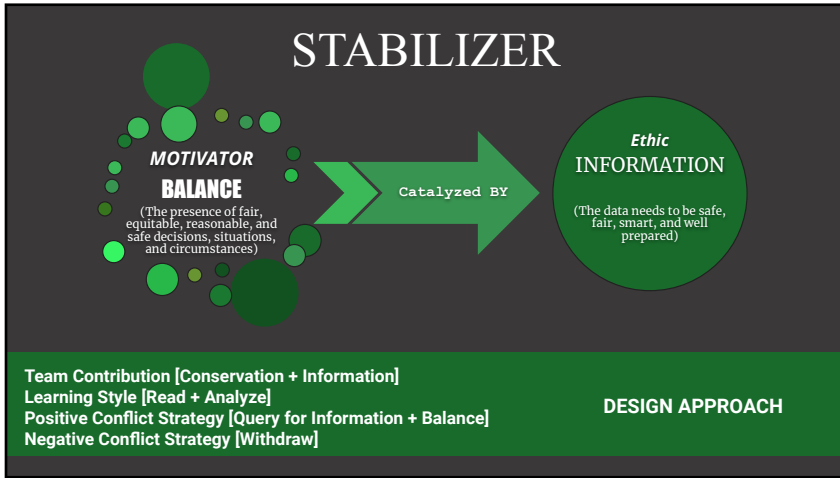 STABILIZER
MOTIVATOR
BALANCE
(The presence of fair,
equitable, reasonable, and
safe decisions, situations,
and circumstances)
Catalyzed BY
Ethic
INFORMATION
(The data needs to be safe,
fair, smart, and well
prepared)
Team Contribution [Conservation + Information]
Learning Style [Read + Analyze]
Positive Conflict Strategy [Query for Information + Balance]
Negative Conflict Strategy [Withdraw]
DESIGN APPROACH